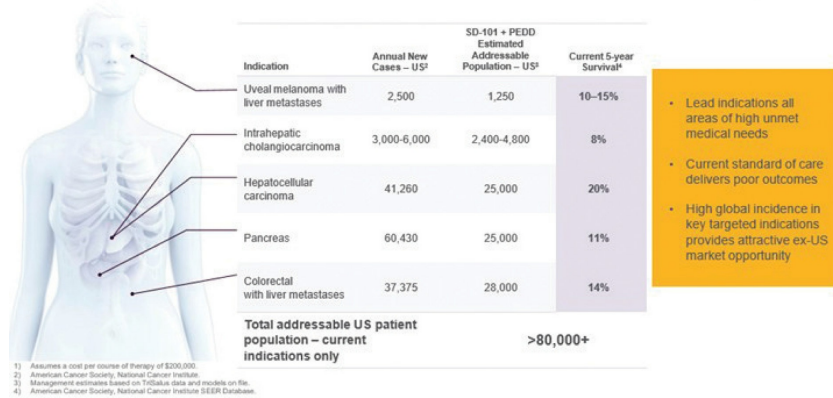 Indication
Annual New
Cases – US²
SD-101 + PEDD
Estimated
Addressable
Population – US³
Current 5-year
Survival⁴
Uveal melanoma with
liver metastases
2,500
1,250
10–15%
Intrahepatic
cholangiocarcinoma
3,000-6,000
2,400-4,800
8%
Hepatocellular
carcinoma
41,260
25,000
20%
Pancreas
60,430
25,000
11%
Colorectal
with liver metastases
37,375
28,000
14%
Total addressable US patient
population – current
indications only
>80,000+
• Lead indications all
areas of high unmet
medical needs
• Current standard of care
delivers poor outcomes
• High global incidence in
key targeted indications
provides attractive ex-US
market opportunity
1) Assumes a cost per course of therapy of $200,000.
2) American Cancer Society, National Cancer Institute.
3) Management estimates based on TriSalus data and models on file.
4) American Cancer Society, National Cancer Institute SEER Database.